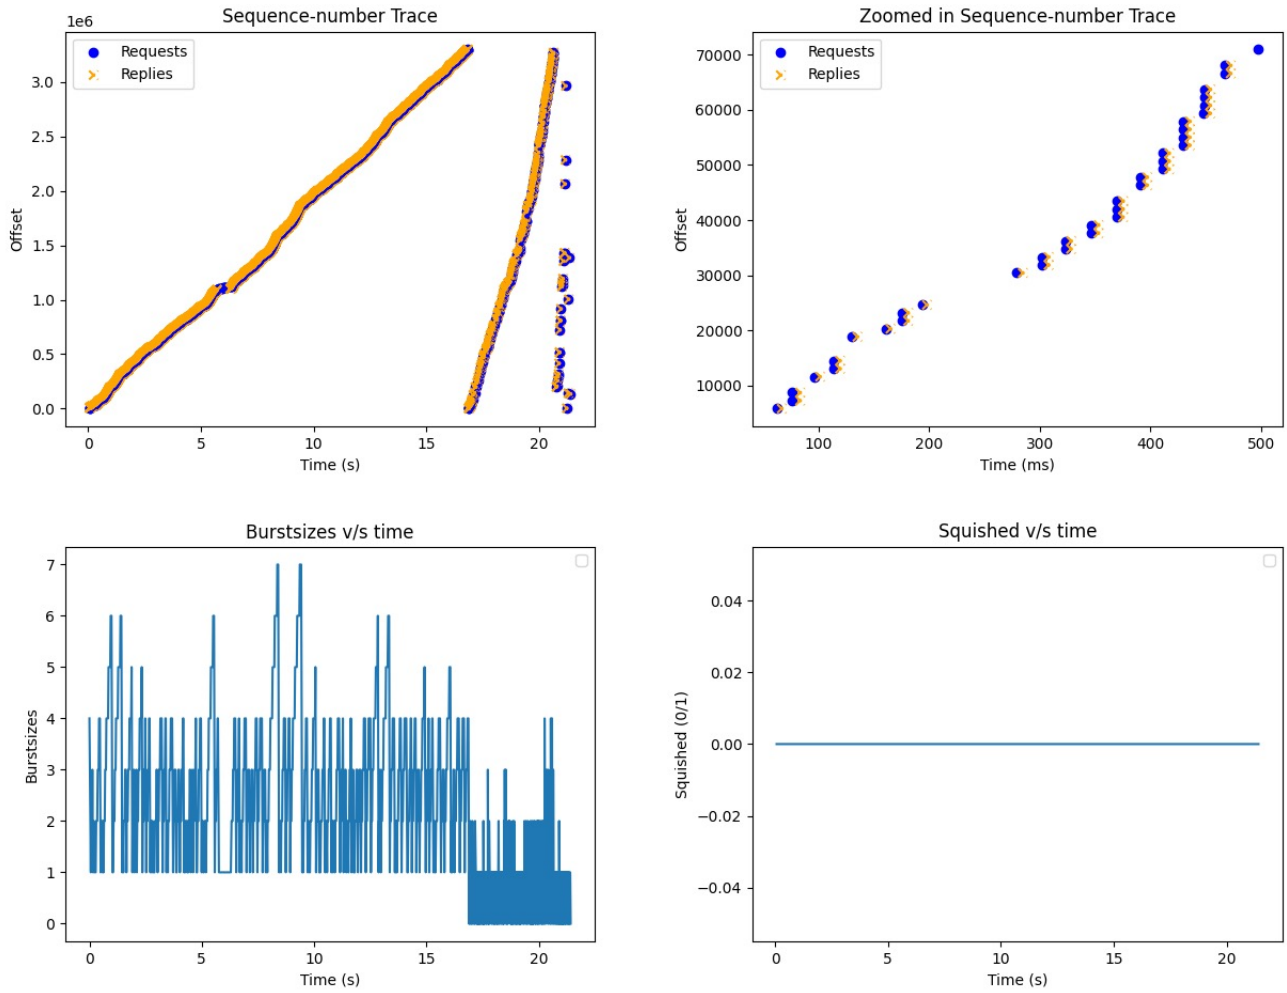 Sequence-number Trace
1e6
Requests
Replies
3.0
2.5
2.0
1.5
1.0
0.5
0.0
Offset
0 5 10 15 20
Time (s)
Zoomed in Sequence-number Trace
Requests
Replies
70000
60000
50000
40000
30000
20000
10000
Offset
100 200 300 400 500
Time (ms)
Burstsizes v/s time
7
6
5
4
3
2
1
0
Burstsizes
0 5 10 15 20
Time (s)
Squished v/s time
0.04
0.02
0.00
−0.02
−0.04
Squished (0/1)
0 5 10 15 20
Time (s)